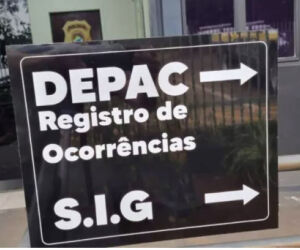 DEPAC
Registro de
Ocorrências
S.I.G